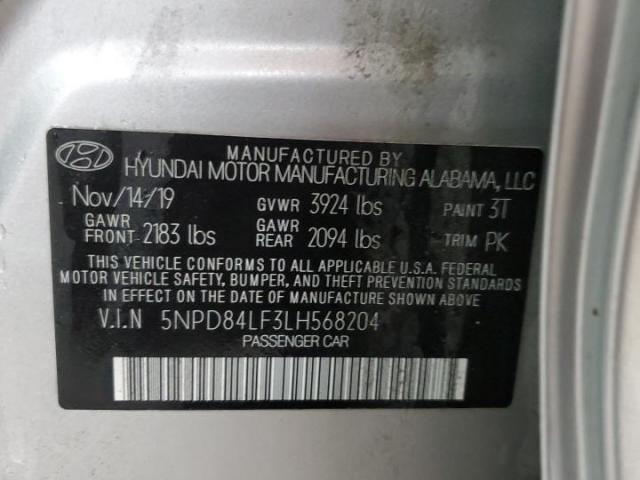 MANUFACTURED BY
HYUNDAI MOTOR MANUFACTURING ALABAMA, LLC
Nov/14/19 GVWR 3924 lbs PAINT 3T
GAWR FRONT 2183 lbs GAWR REAR 2094 lbs TRIM PK
THIS VEHICLE CONFORMS TO ALL APPLICABLE U.S.A. FEDERAL
MOTOR VEHICLE SAFETY, BUMPER, AND THEFT PREVENTION STANDARDS
IN EFFECT ON THE DATE OF MANUFACTURE SHOWN ABOVE.
V.I.N 5NPD84LF3LH568204
PASSENGER CAR